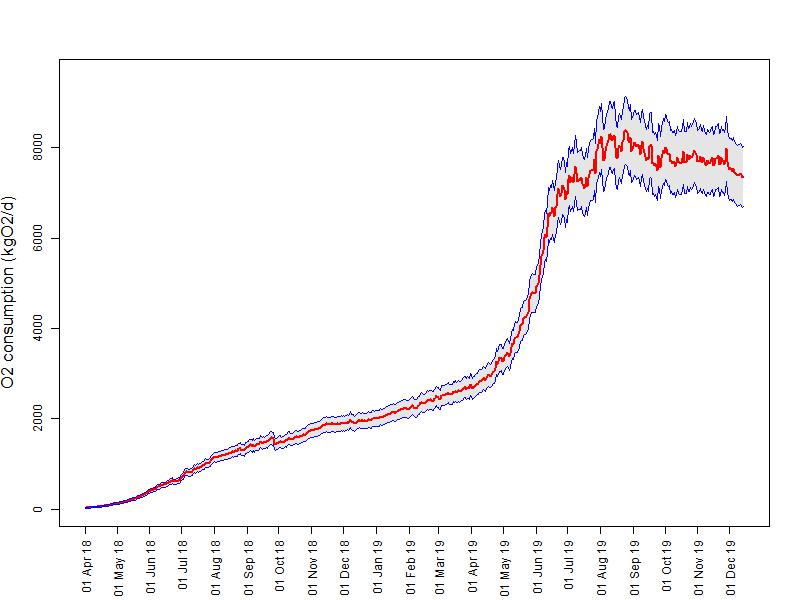 O2 consumption (kgO2/d)
8000
6000
4000
2000
0
01 Apr 18
01 May 18
01 Jun 18
01 Jul 18
01 Aug 18
01 Sep 18
01 Oct 18
01 Nov 18
01 Dec 18
01 Jan 19
01 Feb 19
01 Mar 19
01 Apr 19
01 May 19
01 Jun 19
01 Jul 19
01 Aug 19
01 Sep 19
01 Oct 19
01 Nov 19
01 Dec 19